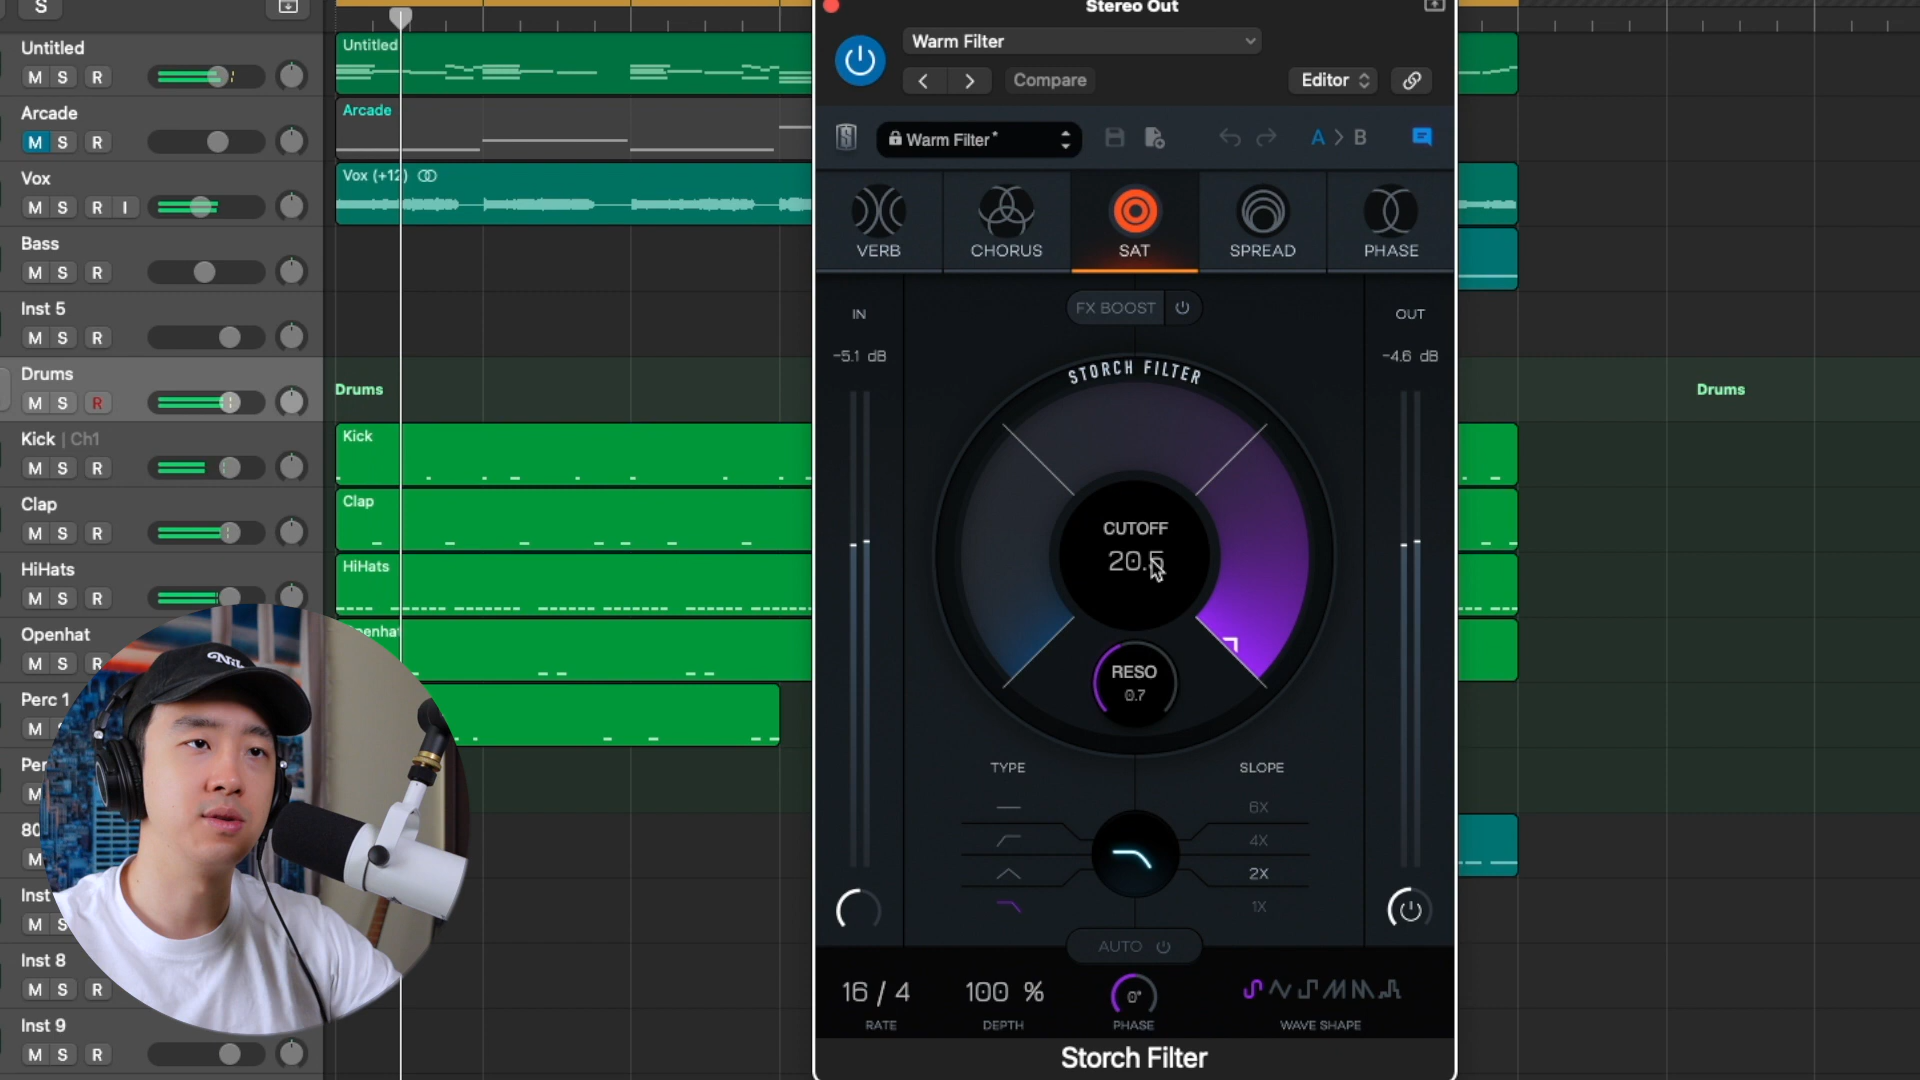 S
Stereo Out
Untitled
M S R
Untitled
Warm Filter
Compare
Editor
Arcade
M S R
Arcade
Warm Filter*
A > B
Vox
M S R I
Vox (+12)
VERB
CHORUS
SAT
SPREAD
PHASE
Bass
M S R
Inst 5
M S R
FX BOOST
IN
-5.1 dB
OUT
-4.6 dB
Drums
M S R
Drums
Drums
STORCH FILTER
Kick | Ch1
M S R
Kick
Clap
M S R
Clap
CUTOFF
20.5
HiHats
M S R
HiHats
Openhat
M S R
RESO
0.7
Perc 1
M
TYPE
SLOPE
6X
4X
2X
1X
Per
M
80
M
Inst
M S
AUTO
Inst 8
M S R
16 / 4
RATE
100 %
DEPTH
0°
PHASE
WAVE SHAPE
Inst 9
M S R
Storch Filter